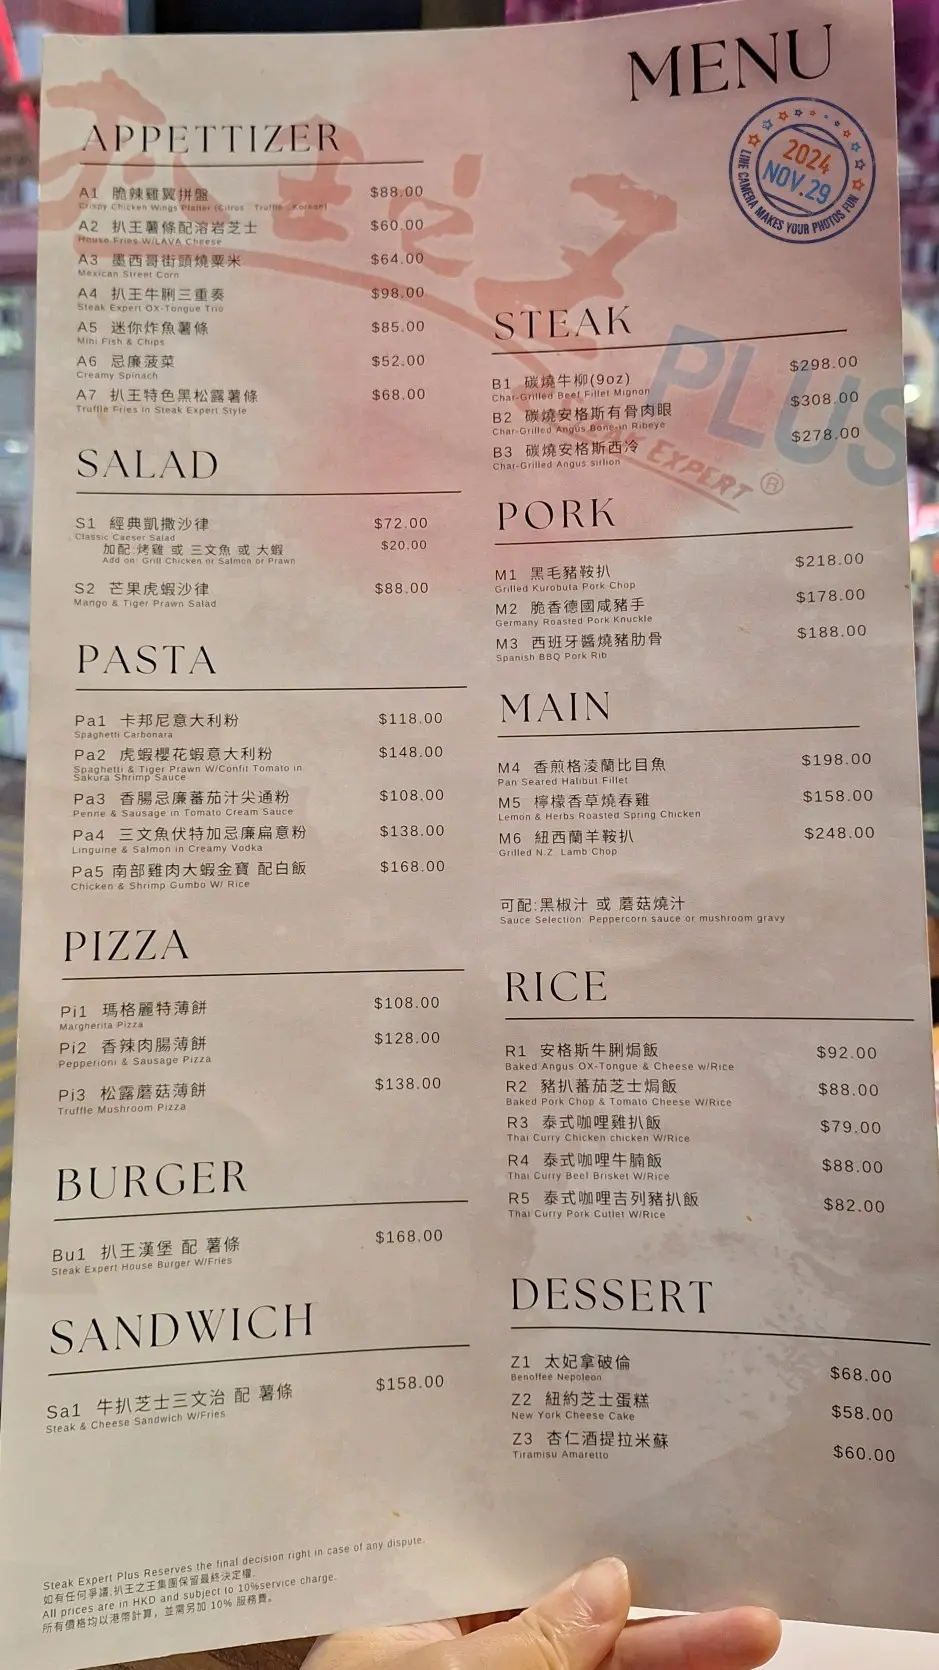 MENU
2024
NOV.29
LINE CAMERA MAKES YOUR PHOTOS FUN
PLUS
EXPERT
®
APPETTIZER
A1 脆辣雞翼拼盤 $88.00
Crispy Chicken Wings Platter (Citros · Truffle · Korean)
A2 扒王薯條配溶岩芝士 $60.00
House Fries W/LAVA Cheese
A3 墨西哥街頭燒粟米 $64.00
Mexican Street Corn
A4 扒王牛脷三重奏 $98.00
Steak Expert OX-Tongue Trio
A5 迷你炸魚薯條 $85.00
Mini Fish & Chips
A6 忌廉菠菜 $52.00
Creamy Spinach
A7 扒王特色黑松露薯條 $68.00
Truffle Fries in Steak Expert Style
SALAD
S1 經典凱撒沙律 $72.00
Classic Caeser Salad
加配:烤雞 或 三文魚 或 大蝦 $20.00
Add on: Grill Chicken or Salmon or Prawn
S2 芒果虎蝦沙律 $88.00
Mango & Tiger Prawn Salad
PASTA
Pa1 卡邦尼意大利粉 $118.00
Spaghetti Carbonara
Pa2 虎蝦櫻花蝦意大利粉 $148.00
Spaghetti & Tiger Prawn W/Confit Tomato in
Sakura Shrimp Sauce
Pa3 香腸忌廉蕃茄汁尖通粉 $108.00
Penne & Sausage in Tomato Cream Sauce
Pa4 三文魚伏特加忌廉扁意粉 $138.00
Linguine & Salmon in Creamy Vodka
Pa5 南部雞肉大蝦金寶 配白飯 $168.00
Chicken & Shrimp Gumbo W/ Rice
PIZZA
Pi1 瑪格麗特薄餅 $108.00
Margherita Pizza
Pi2 香辣肉腸薄餅 $128.00
Pepperioni & Sausage Pizza
Pi3 松露蘑菇薄餅 $138.00
Truffle Mushroom Pizza
BURGER
Bu1 扒王漢堡 配 薯條 $168.00
Steak Expert House Burger W/Fries
SANDWICH
Sa1 牛扒芝士三文治 配 薯條 $158.00
Steak & Cheese Sandwich W/Fries
STEAK
B1 碳燒牛柳(9oz) $298.00
Char-Grilled Beef Fillet Mignon
B2 碳燒安格斯有骨肉眼 $308.00
Char-Grilled Angus Bone-in Ribeye
B3 碳燒安格斯西冷 $278.00
Char-Grilled Angus sirlion
PORK
M1 黑毛豬鞍扒 $218.00
Grilled Kurobuta Pork Chop
M2 脆香德國咸豬手 $178.00
Germany Roasted Pork Knuckle
M3 西班牙醬燒豬肋骨 $188.00
Spanish BBQ Pork Rib
MAIN
M4 香煎格淩蘭比目魚 $198.00
Pan Seared Halibut Fillet
M5 檸檬香草燒春雞 $158.00
Lemon & Herbs Roasted Spring Chicken
M6 紐西蘭羊鞍扒 $248.00
Grilled N.Z. Lamb Chop
可配:黑椒汁 或 蘑菇燒汁
Sauce Selection: Peppercorn sauce or mushroom gravy
RICE
R1 安格斯牛脷焗飯 $92.00
Baked Angus OX-Tongue & Cheese w/Rice
R2 豬扒蕃茄芝士焗飯 $88.00
Baked Pork Chop & Tomato Cheese W/Rice
R3 泰式咖哩雞扒飯 $79.00
Thai Curry Chicken chicken W/Rice
R4 泰式咖哩牛腩飯 $88.00
Thai Curry Beef Brisket W/Rice
R5 泰式咖哩吉列豬扒飯 $82.00
Thai Curry Pork Cutlet W/Rice
DESSERT
Z1 太妃拿破倫 $68.00
Benoffee Nepoleon
Z2 紐約芝士蛋糕 $58.00
New York Cheese Cake
Z3 杏仁酒提拉米蘇 $60.00
Tiramisu Amaretto
Steak Expert Plus Reserves the final decision right in case of any dispute.
如有任何爭議,扒王之王集團保留最終決定權.
All prices are in HKD and subject to 10%service charge.
所有價格均以港幣計算，並需另加 10% 服務費。